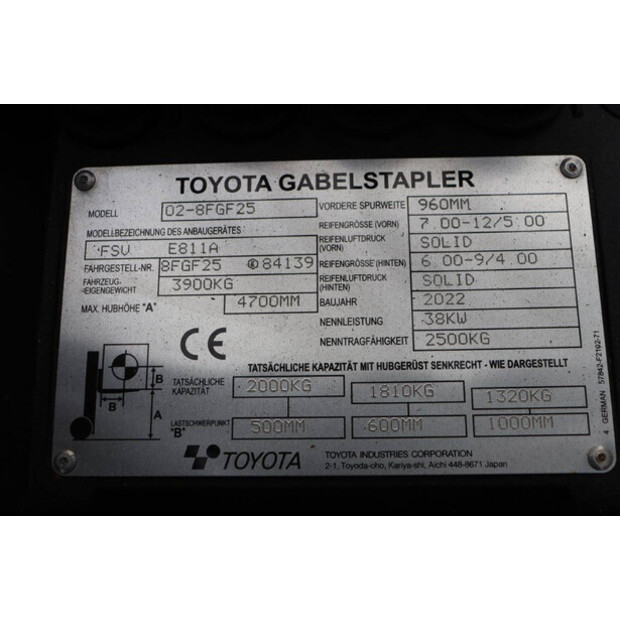 TOYOTA GABELSTAPLER
MODELL 02-8FGF25
VORDERE SPURWEITE 960MM
MODELLBEZEICHNUNG DES ANBAUGERÄTES
REIFENGRÖSSE (VORN) 7.00-12/5.00
FSV E811A
REIFENLUFTDRUCK (VORN) SOLID
FAHRGESTELL-NR. 8FGF25 84139
REIFENGRÖSSE (HINTEN) 6.00-9/4.00
FAHRZEUG-EIGENGEWICHT 3900KG
REIFENLUFTDRUCK (HINTEN) SOLID
MAX. HUBHÖHE "A" 4700MM
BAUJAHR 2022
NENNLEISTUNG 38KW
NENNTRAGFÄHIGKEIT 2500KG
CE
TATSÄCHLICHE KAPAZITÄT MIT HUBGERÜST SENKRECHT - WIE DARGESTELLT
TATSÄCHLICHE KAPAZITÄT 2000KG 1810KG 1320KG
LASTSCHWERPUNKT "B" 500MM 600MM 1000MM
B
B
A
TOYOTA
TOYOTA INDUSTRIES CORPORATION
2-1, Toyoda-cho, Kariya-shi, Aichi 448-8671 Japan
4 GERMAN 57842-F2192-71